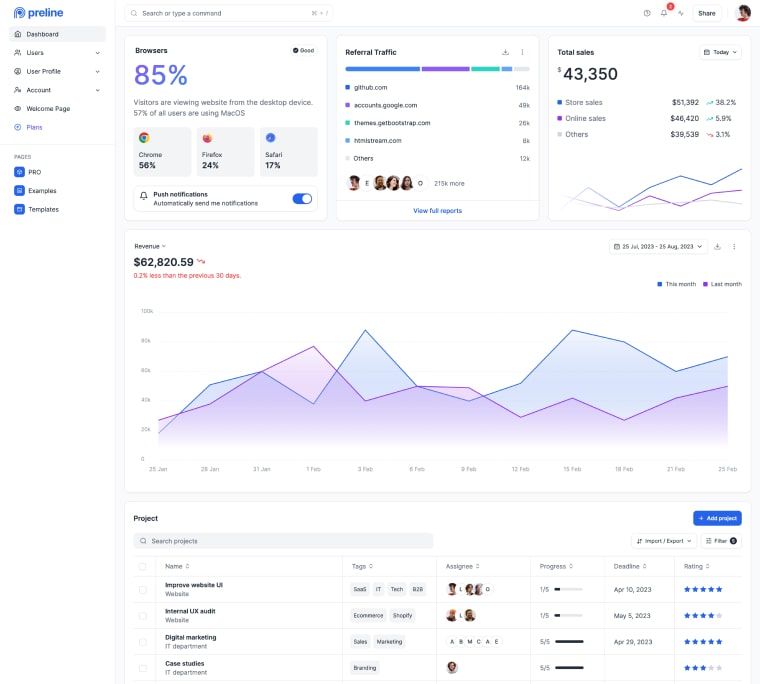 preline
Search or type a command
⌘ + /
3
Share
Dashboard
Users
User Profile
Account
Welcome Page
Plans
PAGES
PRO
Examples
Templates
Browsers
Good
85%
Visitors are viewing website from the desktop device.
57% of all users are using MacOS
Chrome
56%
Firefox
24%
Safari
17%
Push notifications
Automatically send me notifications
Referral Traffic
github.com 164k
accounts.google.com 49k
themes.getbootstrap.com 26k
htmlstream.com 6k
Others 12k
E O 215k more
View full reports
Total sales
Today
$43,350
Store sales $51,392 38.2%
Online sales $46,420 5.9%
Others $39,539 3.1%
Revenue
25 Jul, 2023 - 25 Aug, 2023
$62,820.59
0.2% less than the previous 30 days.
This month Last month
100k
80k
60k
40k
20k
0
25 Jan 28 Jan 31 Jan 1 Feb 3 Feb 6 Feb 9 Feb 12 Feb 15 Feb 18 Feb 21 Feb 25 Feb
Project
+ Add project
Search projects
Import / Export
Filter 5
Name Tags Assignee Progress Deadline Rating
Improve website UI
Website
SaaS IT Tech B2B
L O
1/5
Apr 10, 2023
Internal UX audit
Website
Ecommerce Shopify
L
1/5
May 5, 2023
Digital marketing
IT department
Sales Marketing
A B M C A E
5/5
Apr 29, 2023
Case studies
IT department
Branding
5/5